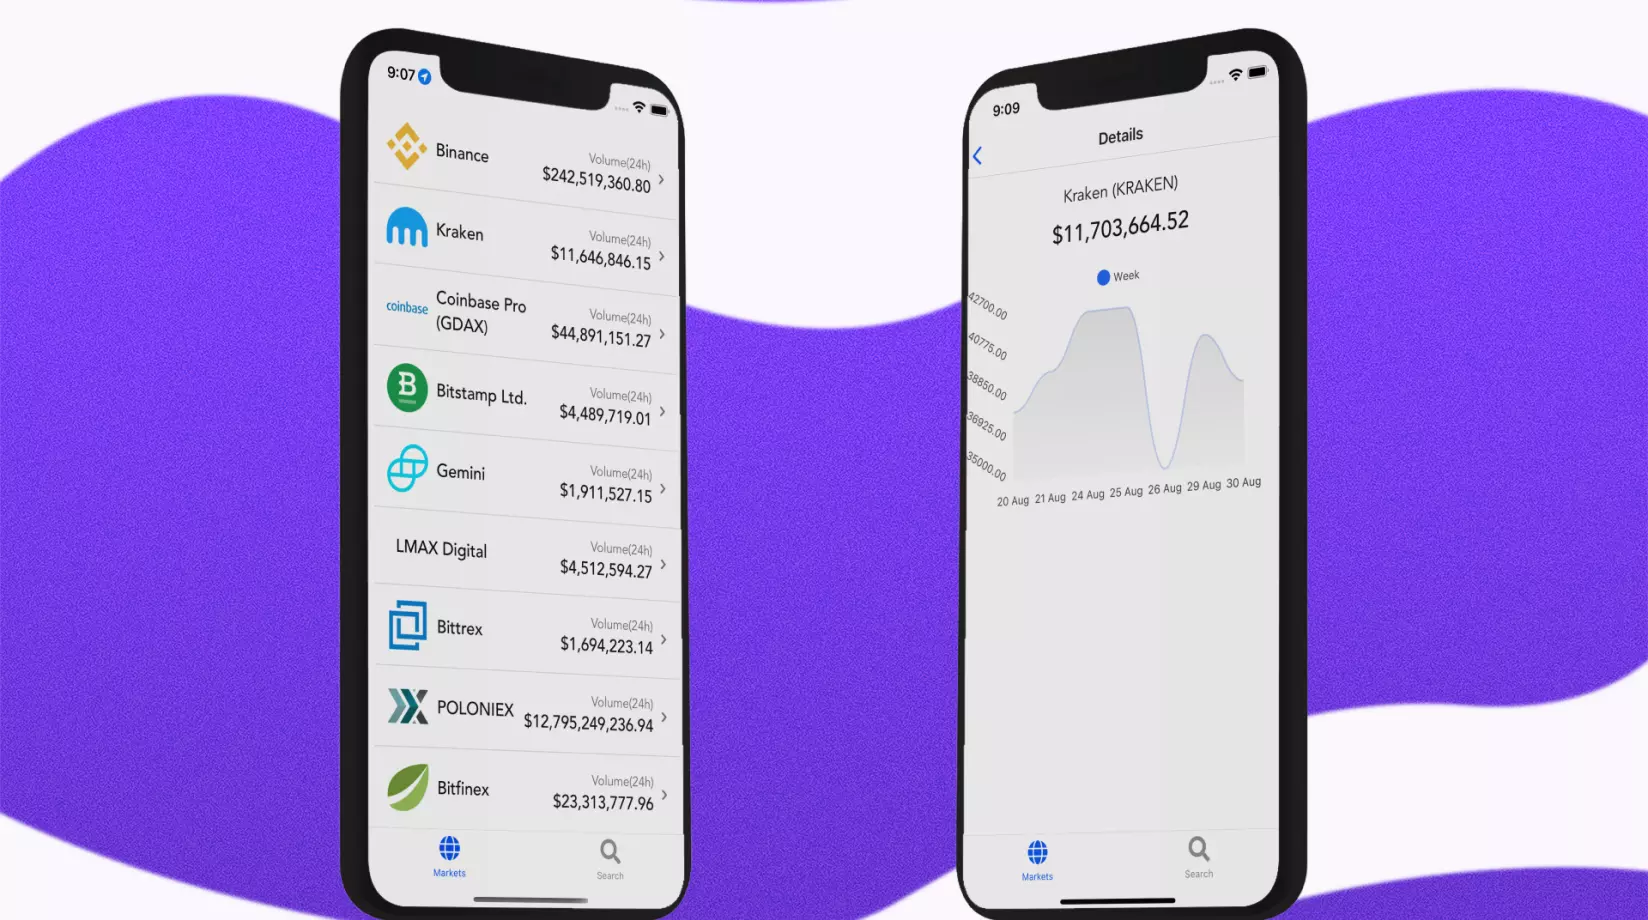 9:07
Binance
Volume(24h)
$242,519,360.80
Kraken
Volume(24h)
$11,646,846.15
coinbase
Coinbase Pro
(GDAX)
Volume(24h)
$44,891,151.27
B
Bitstamp Ltd.
Volume(24h)
$4,489,719.01
Gemini
Volume(24h)
$1,911,527.15
LMAX Digital
Volume(24h)
$4,512,594.27
Bittrex
Volume(24h)
$1,694,223.14
POLONIEX
Volume(24h)
$12,795,249,236.94
Bitfinex
Volume(24h)
$23,313,777.96
Markets
Search
9:09
Details
Kraken (KRAKEN)
$11,703,664.52
Week
42700.00
40775.00
38850.00
36925.00
35000.00
20 Aug 21 Aug 24 Aug 25 Aug 26 Aug 29 Aug 30 Aug
Markets
Search